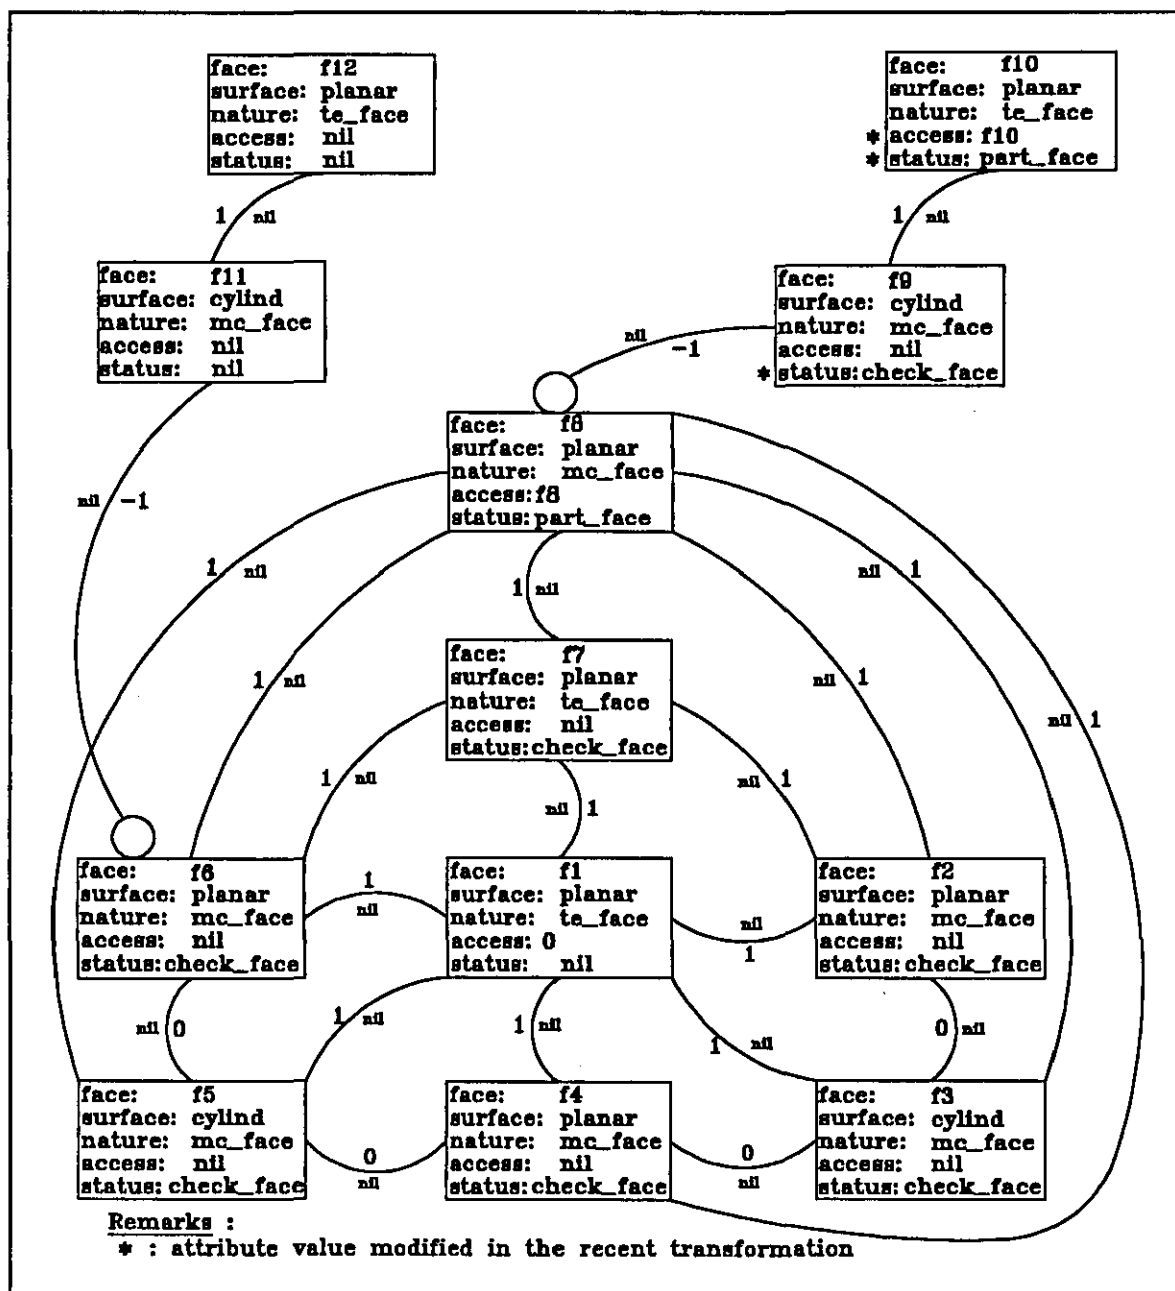 face: f12
surface: planar
nature: te_face
access: nil
status: nil
face: f10
surface: planar
nature: te_face
* access: f10
* status: part_face
1 nil
1 nil
face: f11
surface: cylind
nature: mc_face
access: nil
status: nil
face: f9
surface: cylind
nature: mc_face
access: nil
* status: check_face
nil -1
nil -1
face: f8
surface: planar
nature: mc_face
access: f8
status: part_face
1 nil
1 nil
nil 1
1 nil
nil 1
nil 1
face: f7
surface: planar
nature: te_face
access: nil
status: check_face
1 nil
nil 1
nil 1
face: f6
surface: planar
nature: mc_face
access: nil
status: check_face
1
nil
face: f1
surface: planar
nature: te_face
access: 0
status: nil
nil
1
face: f2
surface: planar
nature: mc_face
access: nil
status: check_face
nil 0
1 nil
1 nil
1 nil
0 nil
face: f5
surface: cylind
nature: mc_face
access: nil
status: check_face
0
nil
face: f4
surface: planar
nature: mc_face
access: nil
status: check_face
0
nil
face: f3
surface: cylind
nature: mc_face
access: nil
status: check_face
Remarks :
* : attribute value modified in the recent transformation